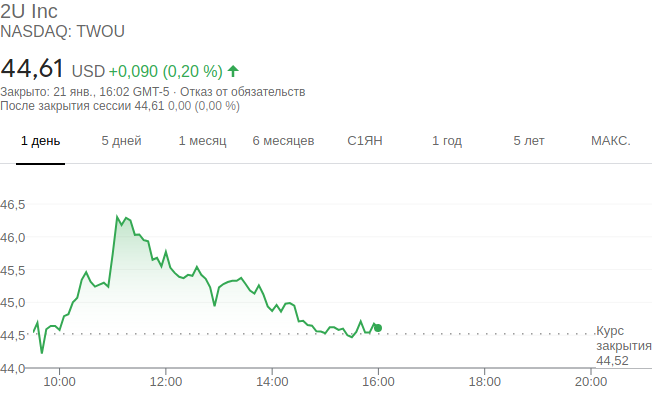 2U Inc
NASDAQ: TWOU
44,61 USD +0,090 (0,20 %)
Закрыто: 21 янв., 16:02 GMT-5 · Отказ от обязательств
После закрытия сессии 44,61 0,00 (0,00 %)
1 день 5 дней 1 месяц 6 месяцев С1ЯН 1 год 5 лет МАКС.
46,5
46,0
45,5
45,0
44,5
44,0
Курс
закрытия
44,52
10:00 12:00 14:00 16:00 18:00 20:00